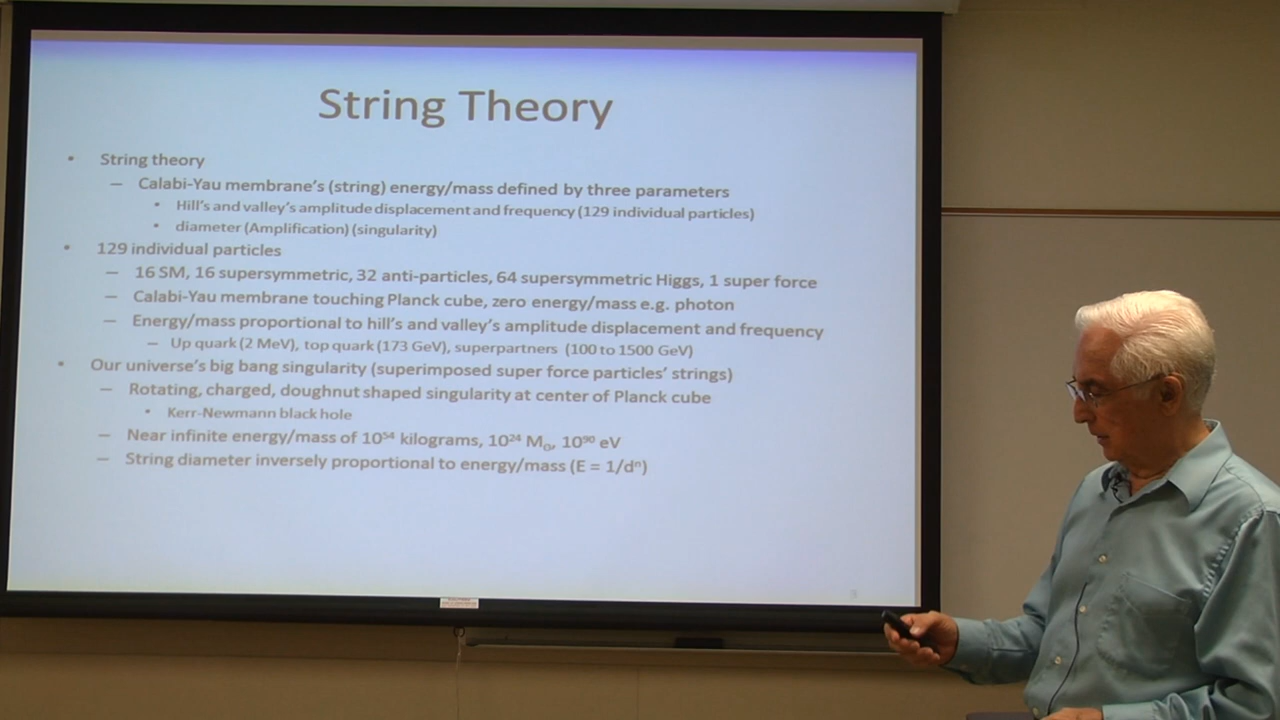 String Theory
• String theory
– Calabi-Yau membrane's (string) energy/mass defined by three parameters
• Hill's and valley's amplitude displacement and frequency (129 individual particles)
• diameter (Amplification) (singularity)
• 129 individual particles
– 16 SM, 16 supersymmetric, 32 anti-particles, 64 supersymmetric Higgs, 1 super force
– Calabi-Yau membrane touching Planck cube, zero energy/mass e.g. photon
– Energy/mass proportional to hill's and valley's amplitude displacement and frequency
– Up quark (2 MeV), top quark (173 GeV), superpartners (100 to 1500 GeV)
• Our universe's big bang singularity (superimposed super force particles' strings)
– Rotating, charged, doughnut shaped singularity at center of Planck cube
• Kerr-Newmann black hole
– Near infinite energy/mass of 10⁵⁴ kilograms, 10²⁴ M₀, 10⁹⁰ eV
– String diameter inversely proportional to energy/mass (E = 1/dⁿ)